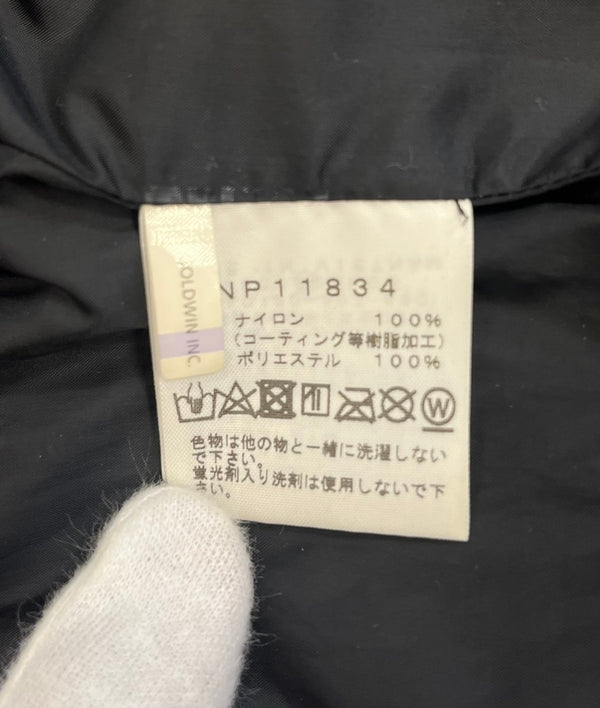 GOLDWIN INC.
NP11834
ナイロン 100%
(コーティング等樹脂加工)
ポリエステル 100%
W
色物は他の物と一緒に洗濯しない
で下さい。
蛍光剤入り洗剤は使用しないで下
さい。